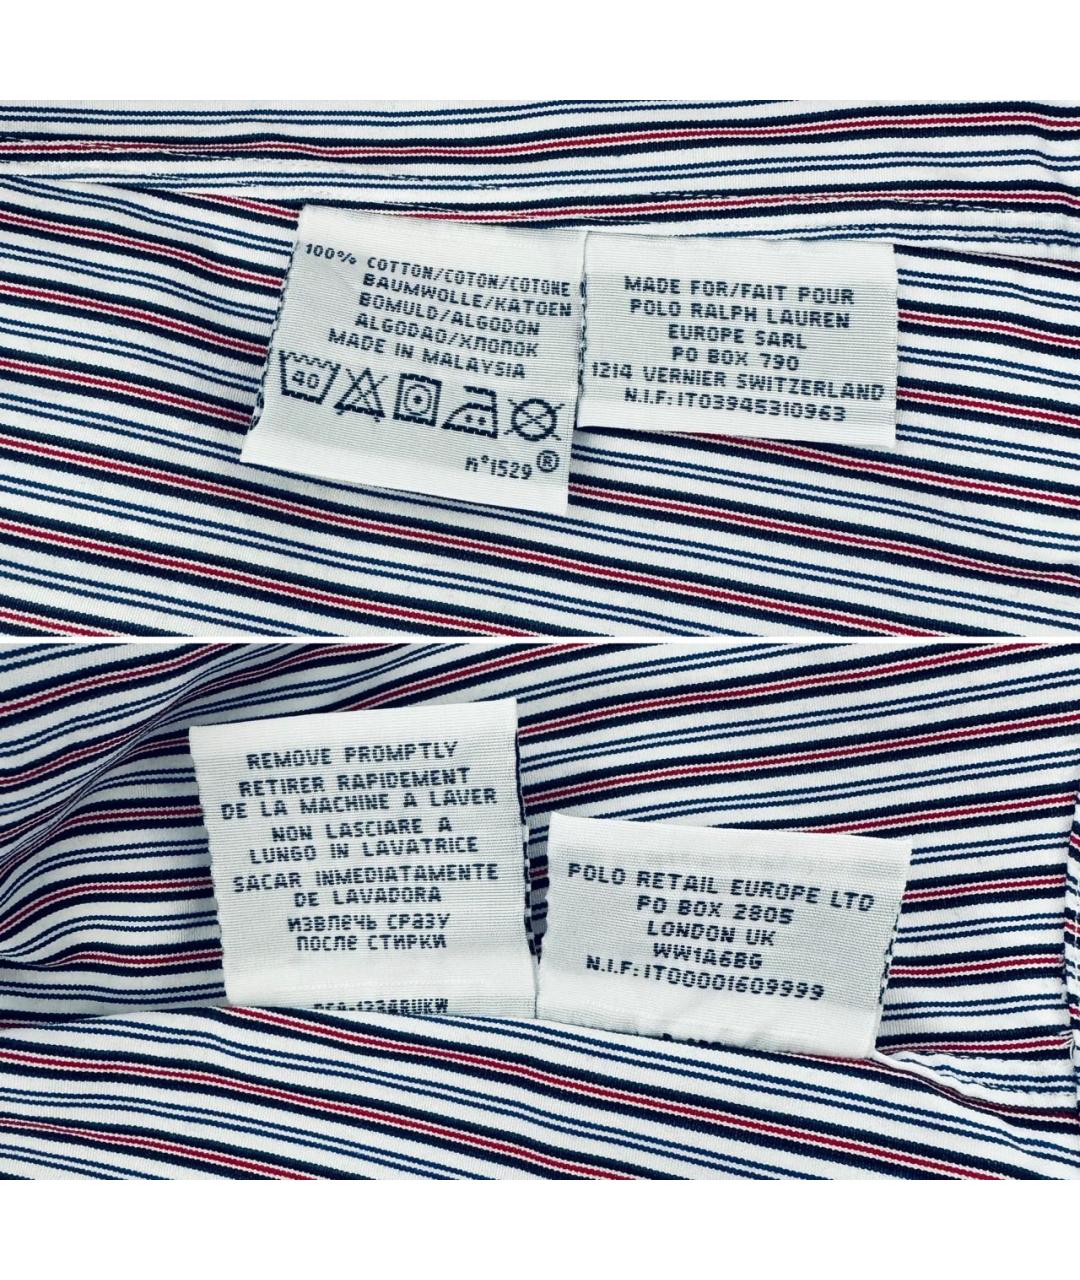 100% COTTON/COTON/COTONE
BAUMWOLLE/KATOEN
BOMULD/ALGODON
ALGODAO/ХЛОПОК
MADE IN MALAYSIA
40
n°1529®
MADE FOR/FAIT POUR
POLO RALPH LAUREN
EUROPE SARL
PO BOX 790
1214 VERNIER SWITZERLAND
N.I.F:IT03945310963
REMOVE PROMPTLY
RETIRER RAPIDEMENT
DE LA MACHINE A LAVER
NON LASCIARE A
LUNGO IN LAVATRICE
SACAR INMEDIATAMENTE
DE LAVADORA
ИЗВЛЕЧЬ СРАЗУ
ПОСЛЕ СТИРКИ
POLO RETAIL EUROPE LTD
PO BOX 2805
LONDON UK
WW1A6BG
N.I.F:IT00001609999